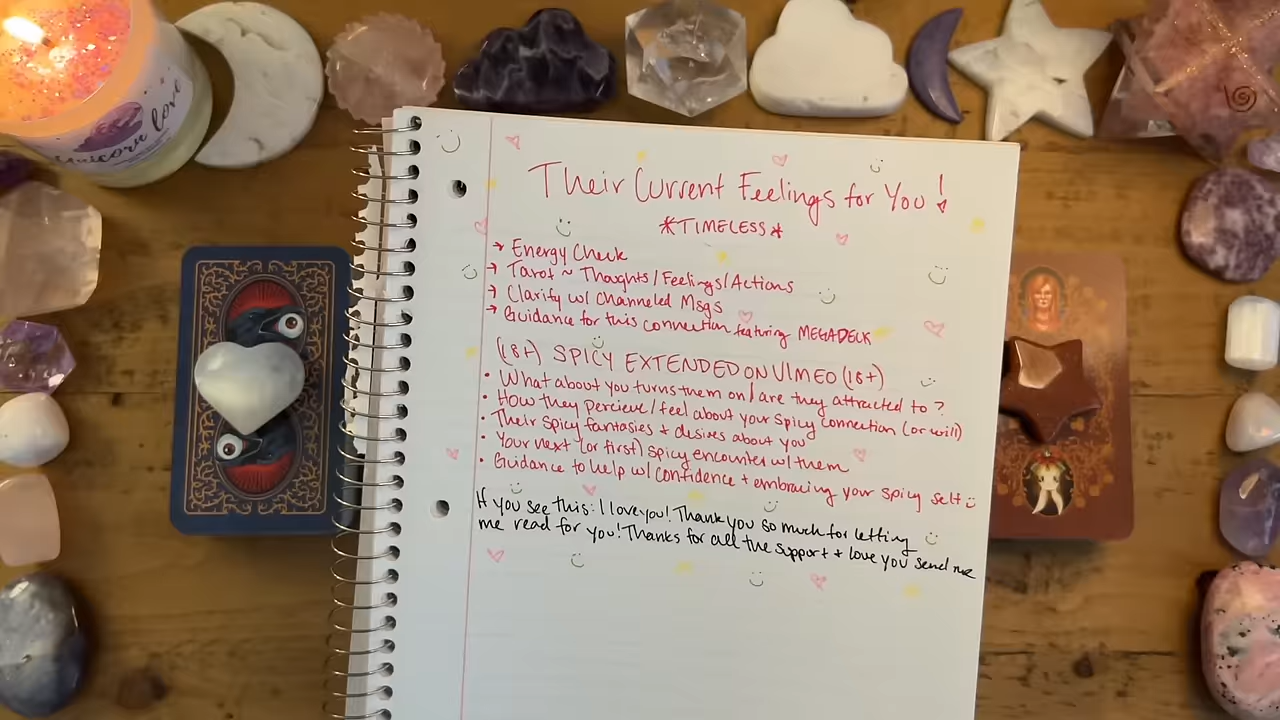 Unicorn love
Their Current Feelings for You!
*TIMELESS*
→ Energy Check
→ Tarot ~ Thoughts/Feelings/Actions
→ Clarify w/ Channeled Msgs
→ Guidance for this connection featuring MEGADECK
(18+) SPICY EXTENDED ON VIMEO (18+)
• What about you turns them on/are they attracted to?
• How they percieve/feel about your spicy connection (or will)
• Their spicy fantasies + desires about you
• Your next (or first) spicy encounter w/ them
• Guidance to help w/ confidence + embracing your spicy self
If you see this: I love you! Thank you so much for letting
me read for you! Thanks for all the support + love you send me